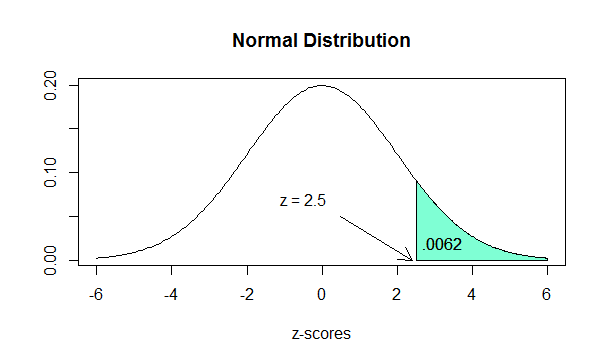 Normal Distribution
0.20
0.10
0.00
z = 2.5
.0062
-6 -4 -2 0 2 4 6
z-scores